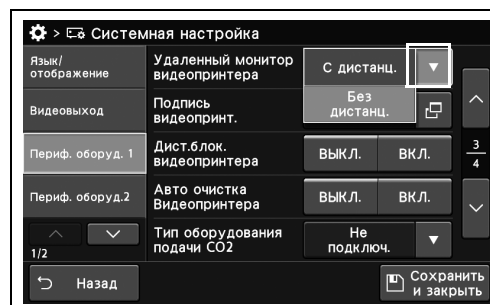 > Системная настройка
Язык/
отображение
Видеовыход
Периф. оборуд. 1
Периф. оборуд.2
1/2
Удаленный монитор
видеопринтера
С дистанц.
Без
дистанц.
Подпись
видеопринт.
Дист.блок.
видеопринтера
ВЫКЛ.
ВКЛ.
Авто очистка
Видеопринтера
ВЫКЛ.
ВКЛ.
Тип оборудования
подачи CO2
Не
подключ.
3
4
Назад
Сохранить
и закрыть